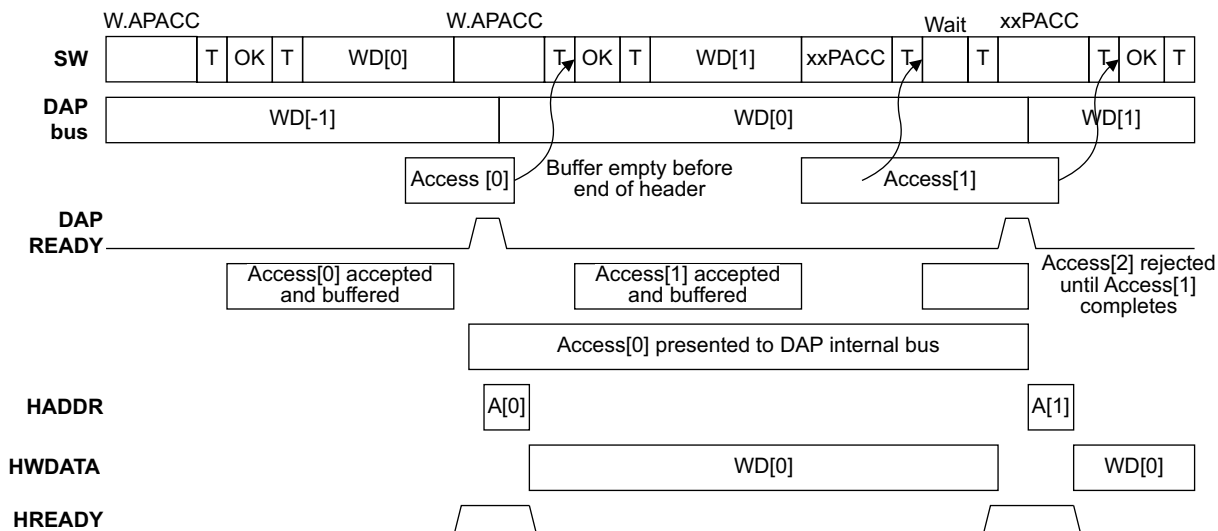 W.APACC W.APACC Wait xxPACC
SW T OK T WD[0] T OK T WD[1] xxPACC T T T OK T
DAP
bus
WD[-1] WD[0] WD[1]
Access [0] Buffer empty before
end of header
Access[1]
DAP
READY
Access[0] accepted
and buffered
Access[1] accepted
and buffered
Access[2] rejected
until Access[1]
completes
Access[0] presented to DAP internal bus
HADDR A[0] A[1]
HWDATA WD[0] WD[0]
HREADY